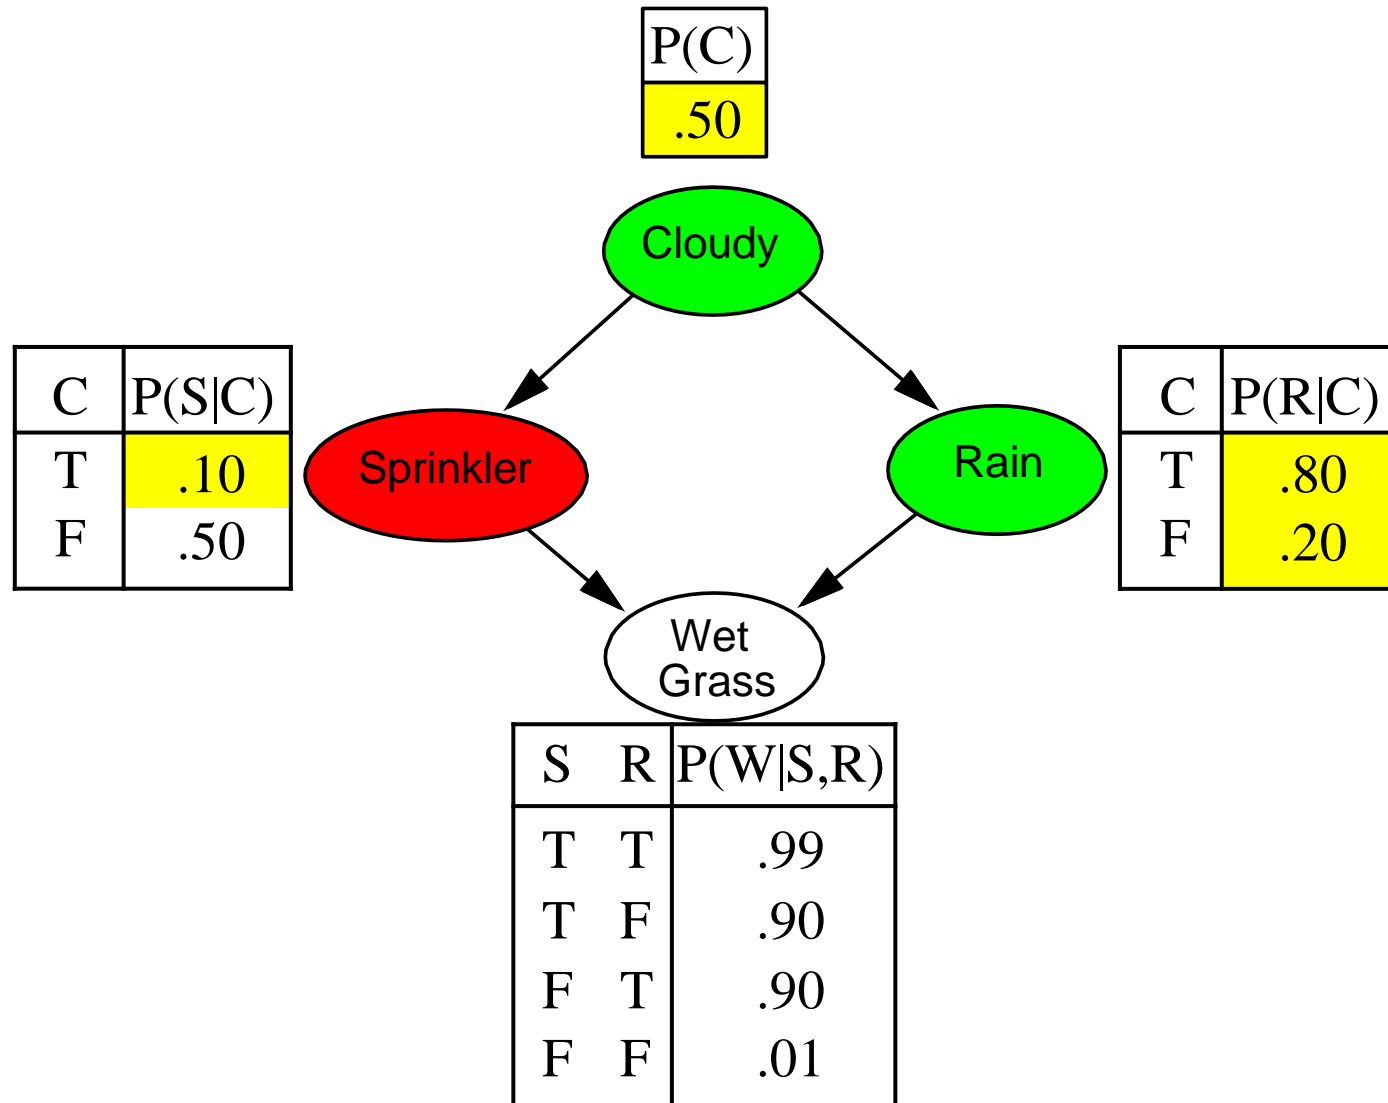 P(C)
.50
Cloudy
C P(S|C)
T .10
F .50
Sprinkler
Rain
C P(R|C)
T .80
F .20
Wet
Grass
S R P(W|S,R)
T T .99
T F .90
F T .90
F F .01